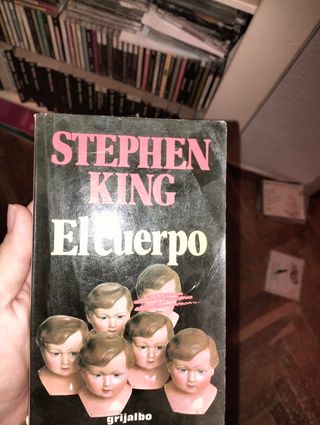 STEPHEN
KING
El cuerpo
grijalbo